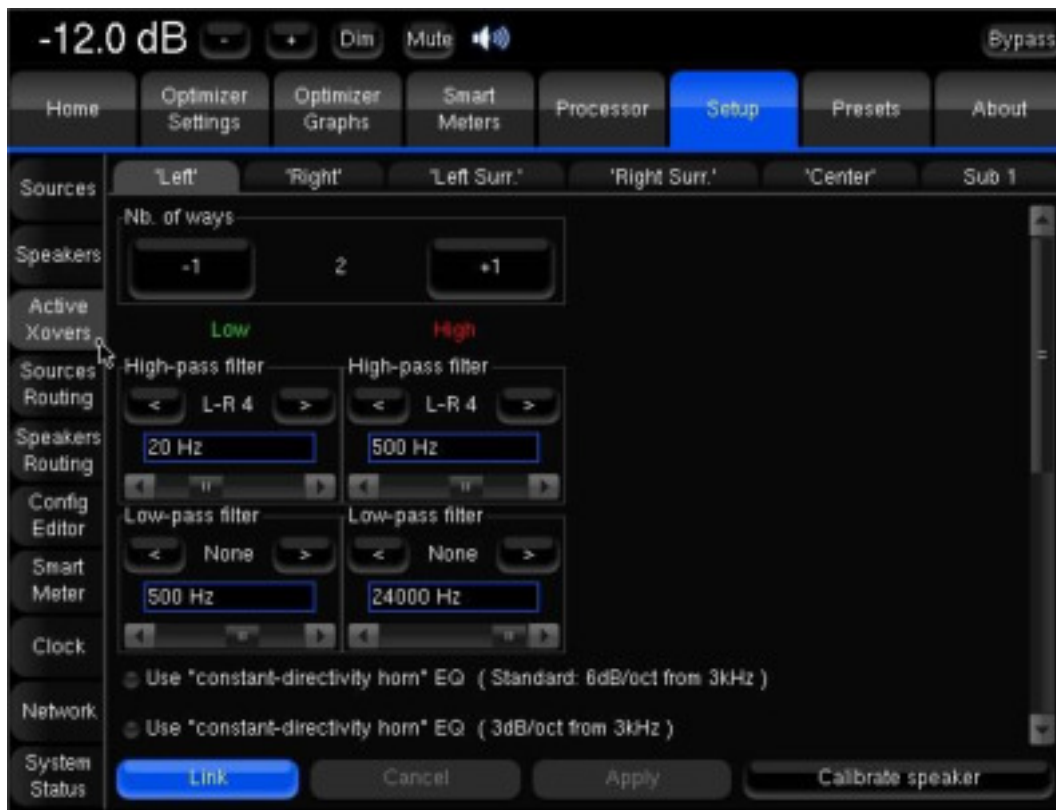 -12.0 dB - + Dim Mute Bypass
Home Optimizer Settings Optimizer Graphs Smart Meters Processor Setup Presets About
Sources
Speakers
Active Xovers
Sources Routing
Speakers Routing
Config Editor
Smart Meter
Clock
Network
System Status
'Left' 'Right' 'Left Surr.' 'Right Surr.' 'Center' Sub 1
Nb. of ways
-1 2 +1
Low High
High-pass filter High-pass filter
< L-R 4 > < L-R 4 >
20 Hz 500 Hz
Low-pass filter Low-pass filter
< None > < None >
500 Hz 24000 Hz
Use "constant-directivity horn" EQ ( Standard: 6dB/oct from 3kHz )
Use "constant-directivity horn" EQ ( 3dB/oct from 3kHz )
Link Cancel Apply Calibrate speaker